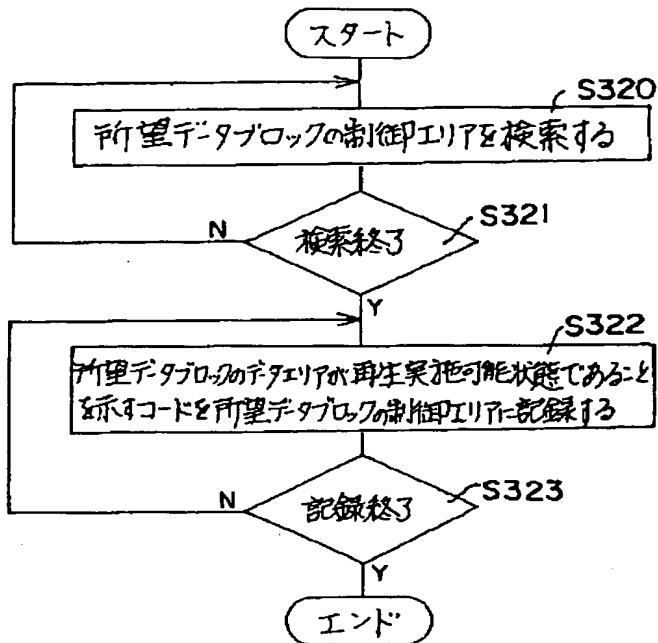 スタート
S320
所望データブロックの制御エリアを検索する
N
検索終了
S321
Y
S322
所望データブロックのデータエリアが再生実施可能状態であること
を示すコードを所望データブロックの制御エリアに記録する
N
記録終了
S323
Y
エンド